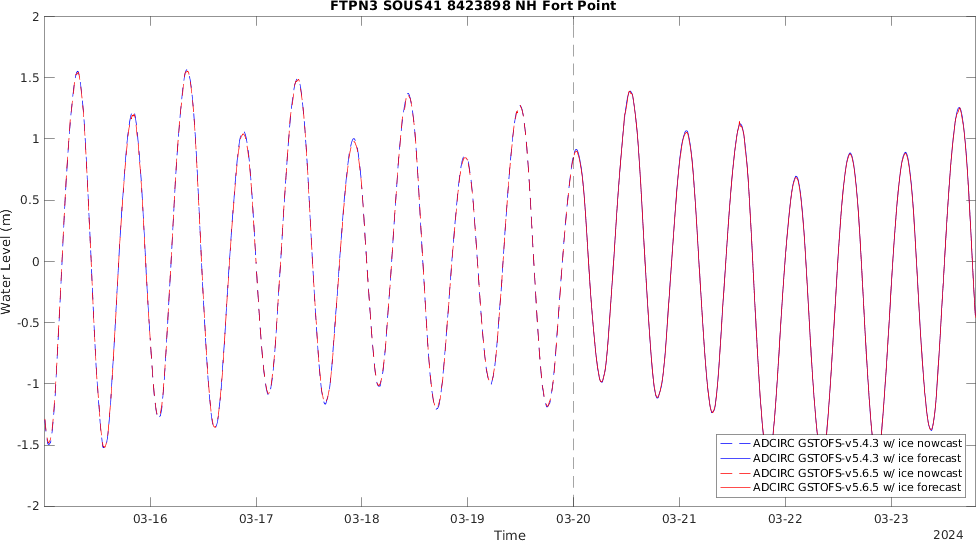 FTPN3 SOUS41 8423898 NH Fort Point
2
1.5
1
0.5
0
-0.5
-1
-1.5
-2
Water Level (m)
03-16 03-17 03-18 03-19 03-20 03-21 03-22 03-23
Time
2024
ADCIRC GSTOFS-v5.4.3 w/ ice nowcast
ADCIRC GSTOFS-v5.4.3 w/ ice forecast
ADCIRC GSTOFS-v5.6.5 w/ ice nowcast
ADCIRC GSTOFS-v5.6.5 w/ ice forecast